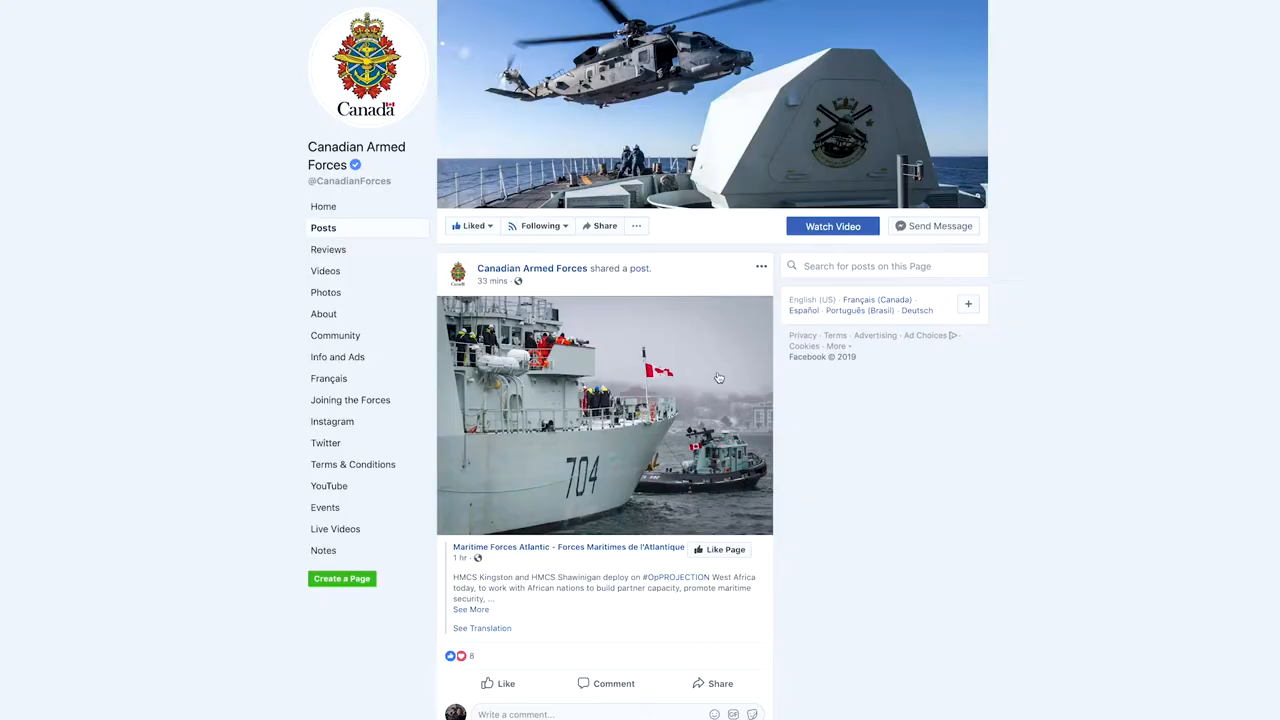 Canada
Canadian Armed
Forces
@CanadianForces
Home
Posts
Reviews
Videos
Photos
About
Community
Info and Ads
Français
Joining the Forces
Instagram
Twitter
Terms & Conditions
YouTube
Events
Live Videos
Notes
Create a Page
Liked
Following
Share
Watch Video
Send Message
Canadian Armed Forces shared a post.
33 mins ·
704
Maritime Forces Atlantic - Forces Maritimes de l'Atlantique
Like Page
1 hr ·
HMCS Kingston and HMCS Shawinigan deploy on #OpPROJECTION West Africa
today, to work with African nations to build partner capacity, promote maritime
security, ...
See More
See Translation
8
Like
Comment
Share
Write a comment...
GIF
Search for posts on this Page
English (US) · Français (Canada) ·
Español · Português (Brasil) · Deutsch
Privacy · Terms · Advertising · Ad Choices ·
Cookies · More
Facebook © 2019